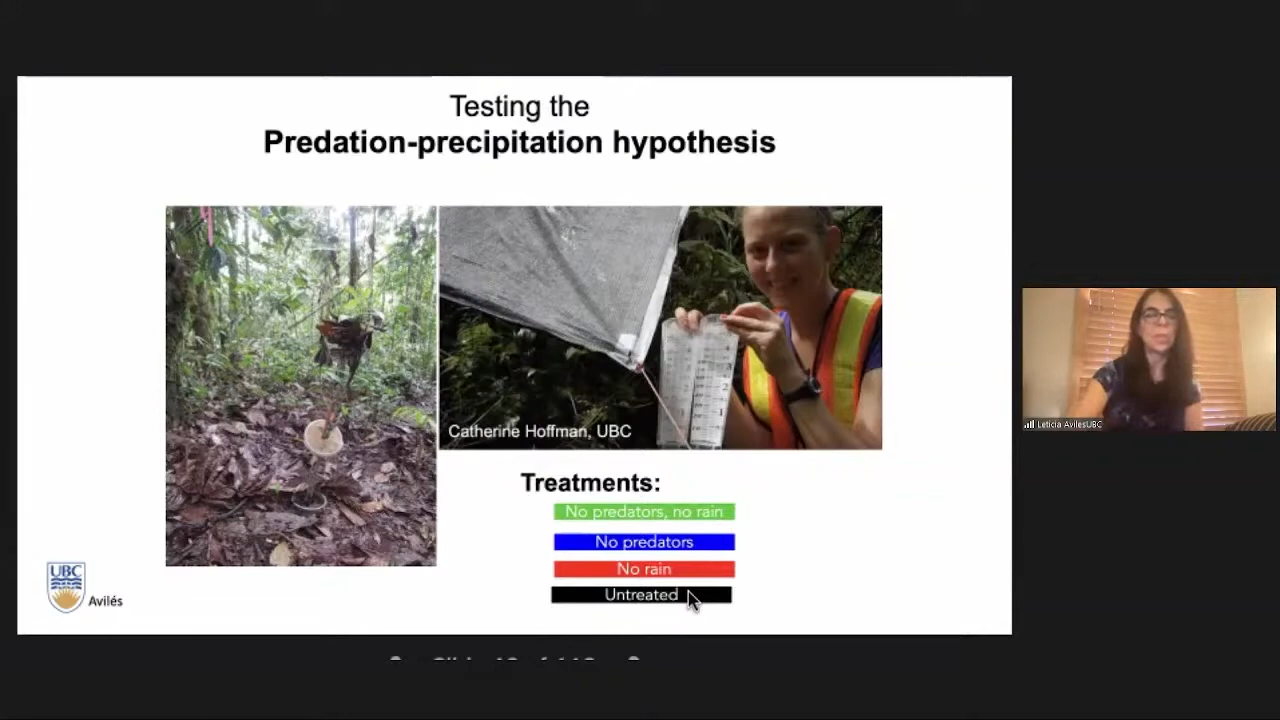 Testing the
Predation-precipitation hypothesis
Catherine Hoffman, UBC
Treatments:
No predators, no rain
No predators
No rain
Untreated
UBC
Avilés
Leticia AvilesUBC